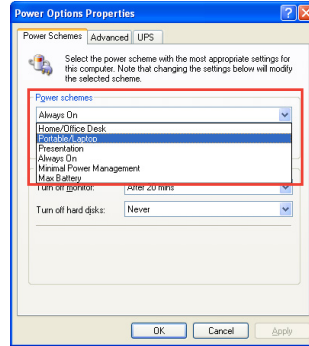 Power Options Properties
Power Schemes Advanced UPS
Select the power scheme with the most appropriate settings for
this computer. Note that changing the settings below will modify
the selected scheme.
Power schemes
Always On
Home/Office Desk
Portable/Laptop
Presentation
Always On
Minimal Power Management
Max Battery
Turn off monitor: After 20 mins
Turn off hard disks: Never
OK Cancel Apply